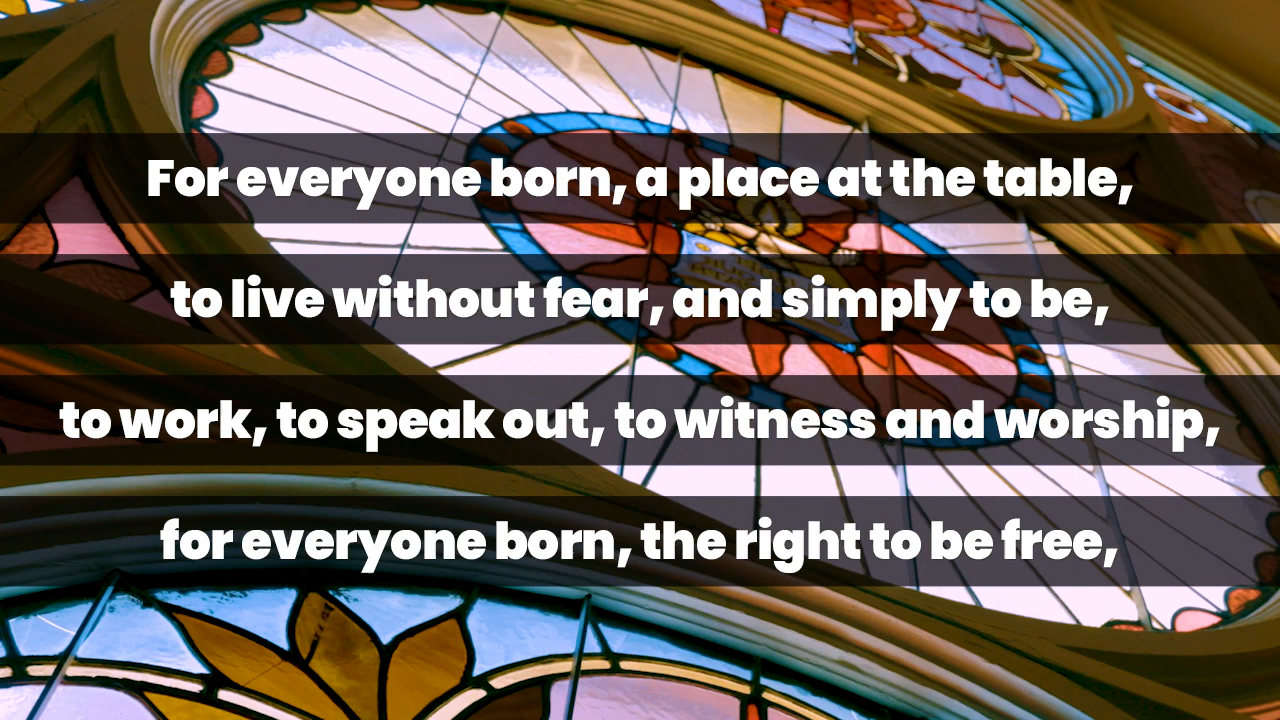 For everyone born, a place at the table,
to live without fear, and simply to be,
to work, to speak out, to witness and worship,
for everyone born, the right to be free,